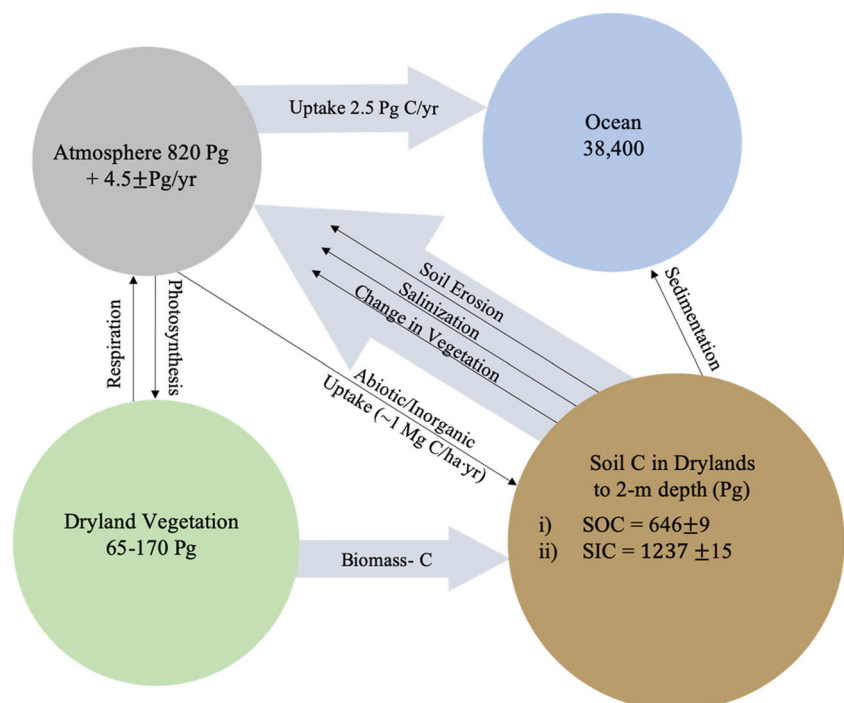 Uptake 2.5 Pg C/yr
Atmosphere 820 Pg
+ 4.5±Pg/yr
Ocean
38,400
Soil Erosion
Salinization
Change in Vegetation
Sedimentation
Respiration
Photosynthesis
Abiotic/Inorganic
Uptake (~1 Mg C/ha·yr)
Dryland Vegetation
65-170 Pg
Biomass- C
Soil C in Drylands
to 2-m depth (Pg)
i) SOC = 646±9
ii) SIC = 1237 ±15